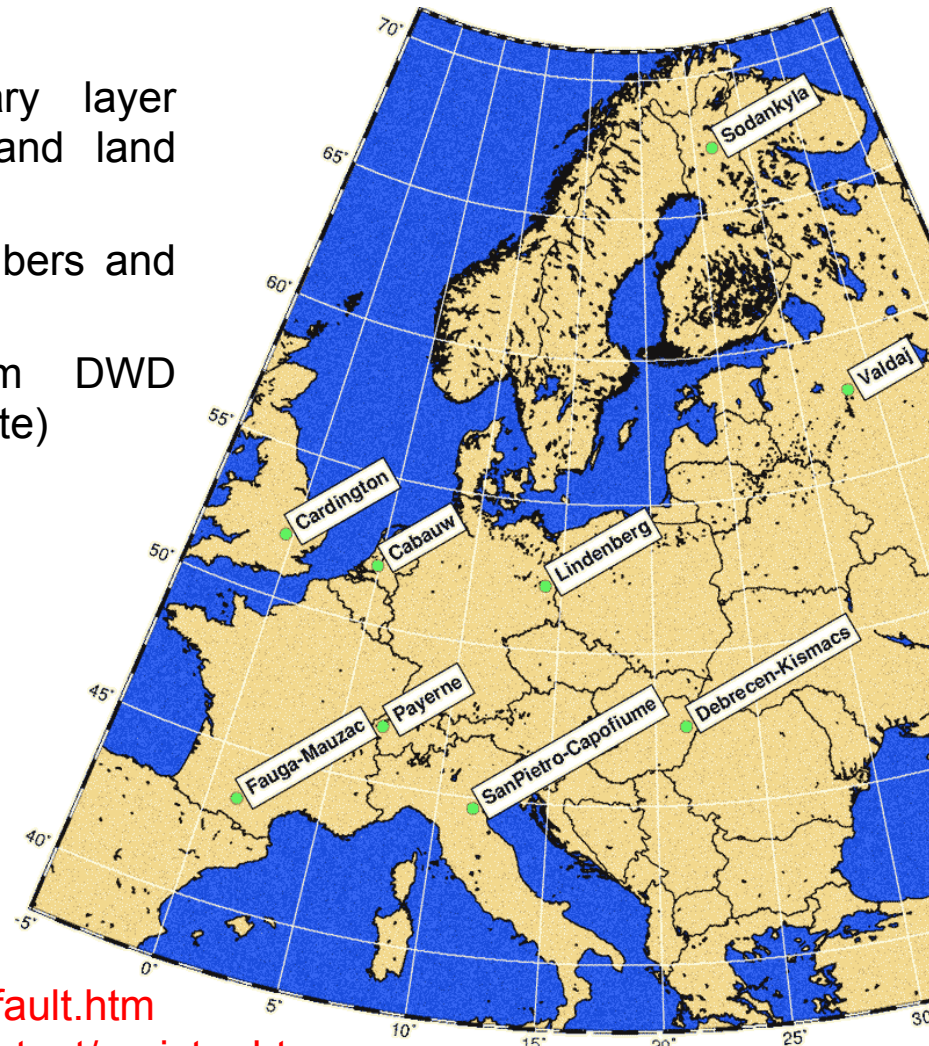 ary layer
and land
bers and
m DWD
te)
70°
65°
60°
55°
50°
45°
40°
-5°
0°
5°
10°
15°
20°
25°
30
Sodankyla
Valdaj
Cardington
Cabauw
Lindenberg
Debrecen-Kismacs
Payerne
SanPietro-Capofiume
Fauga-Mauzac
fault.htm